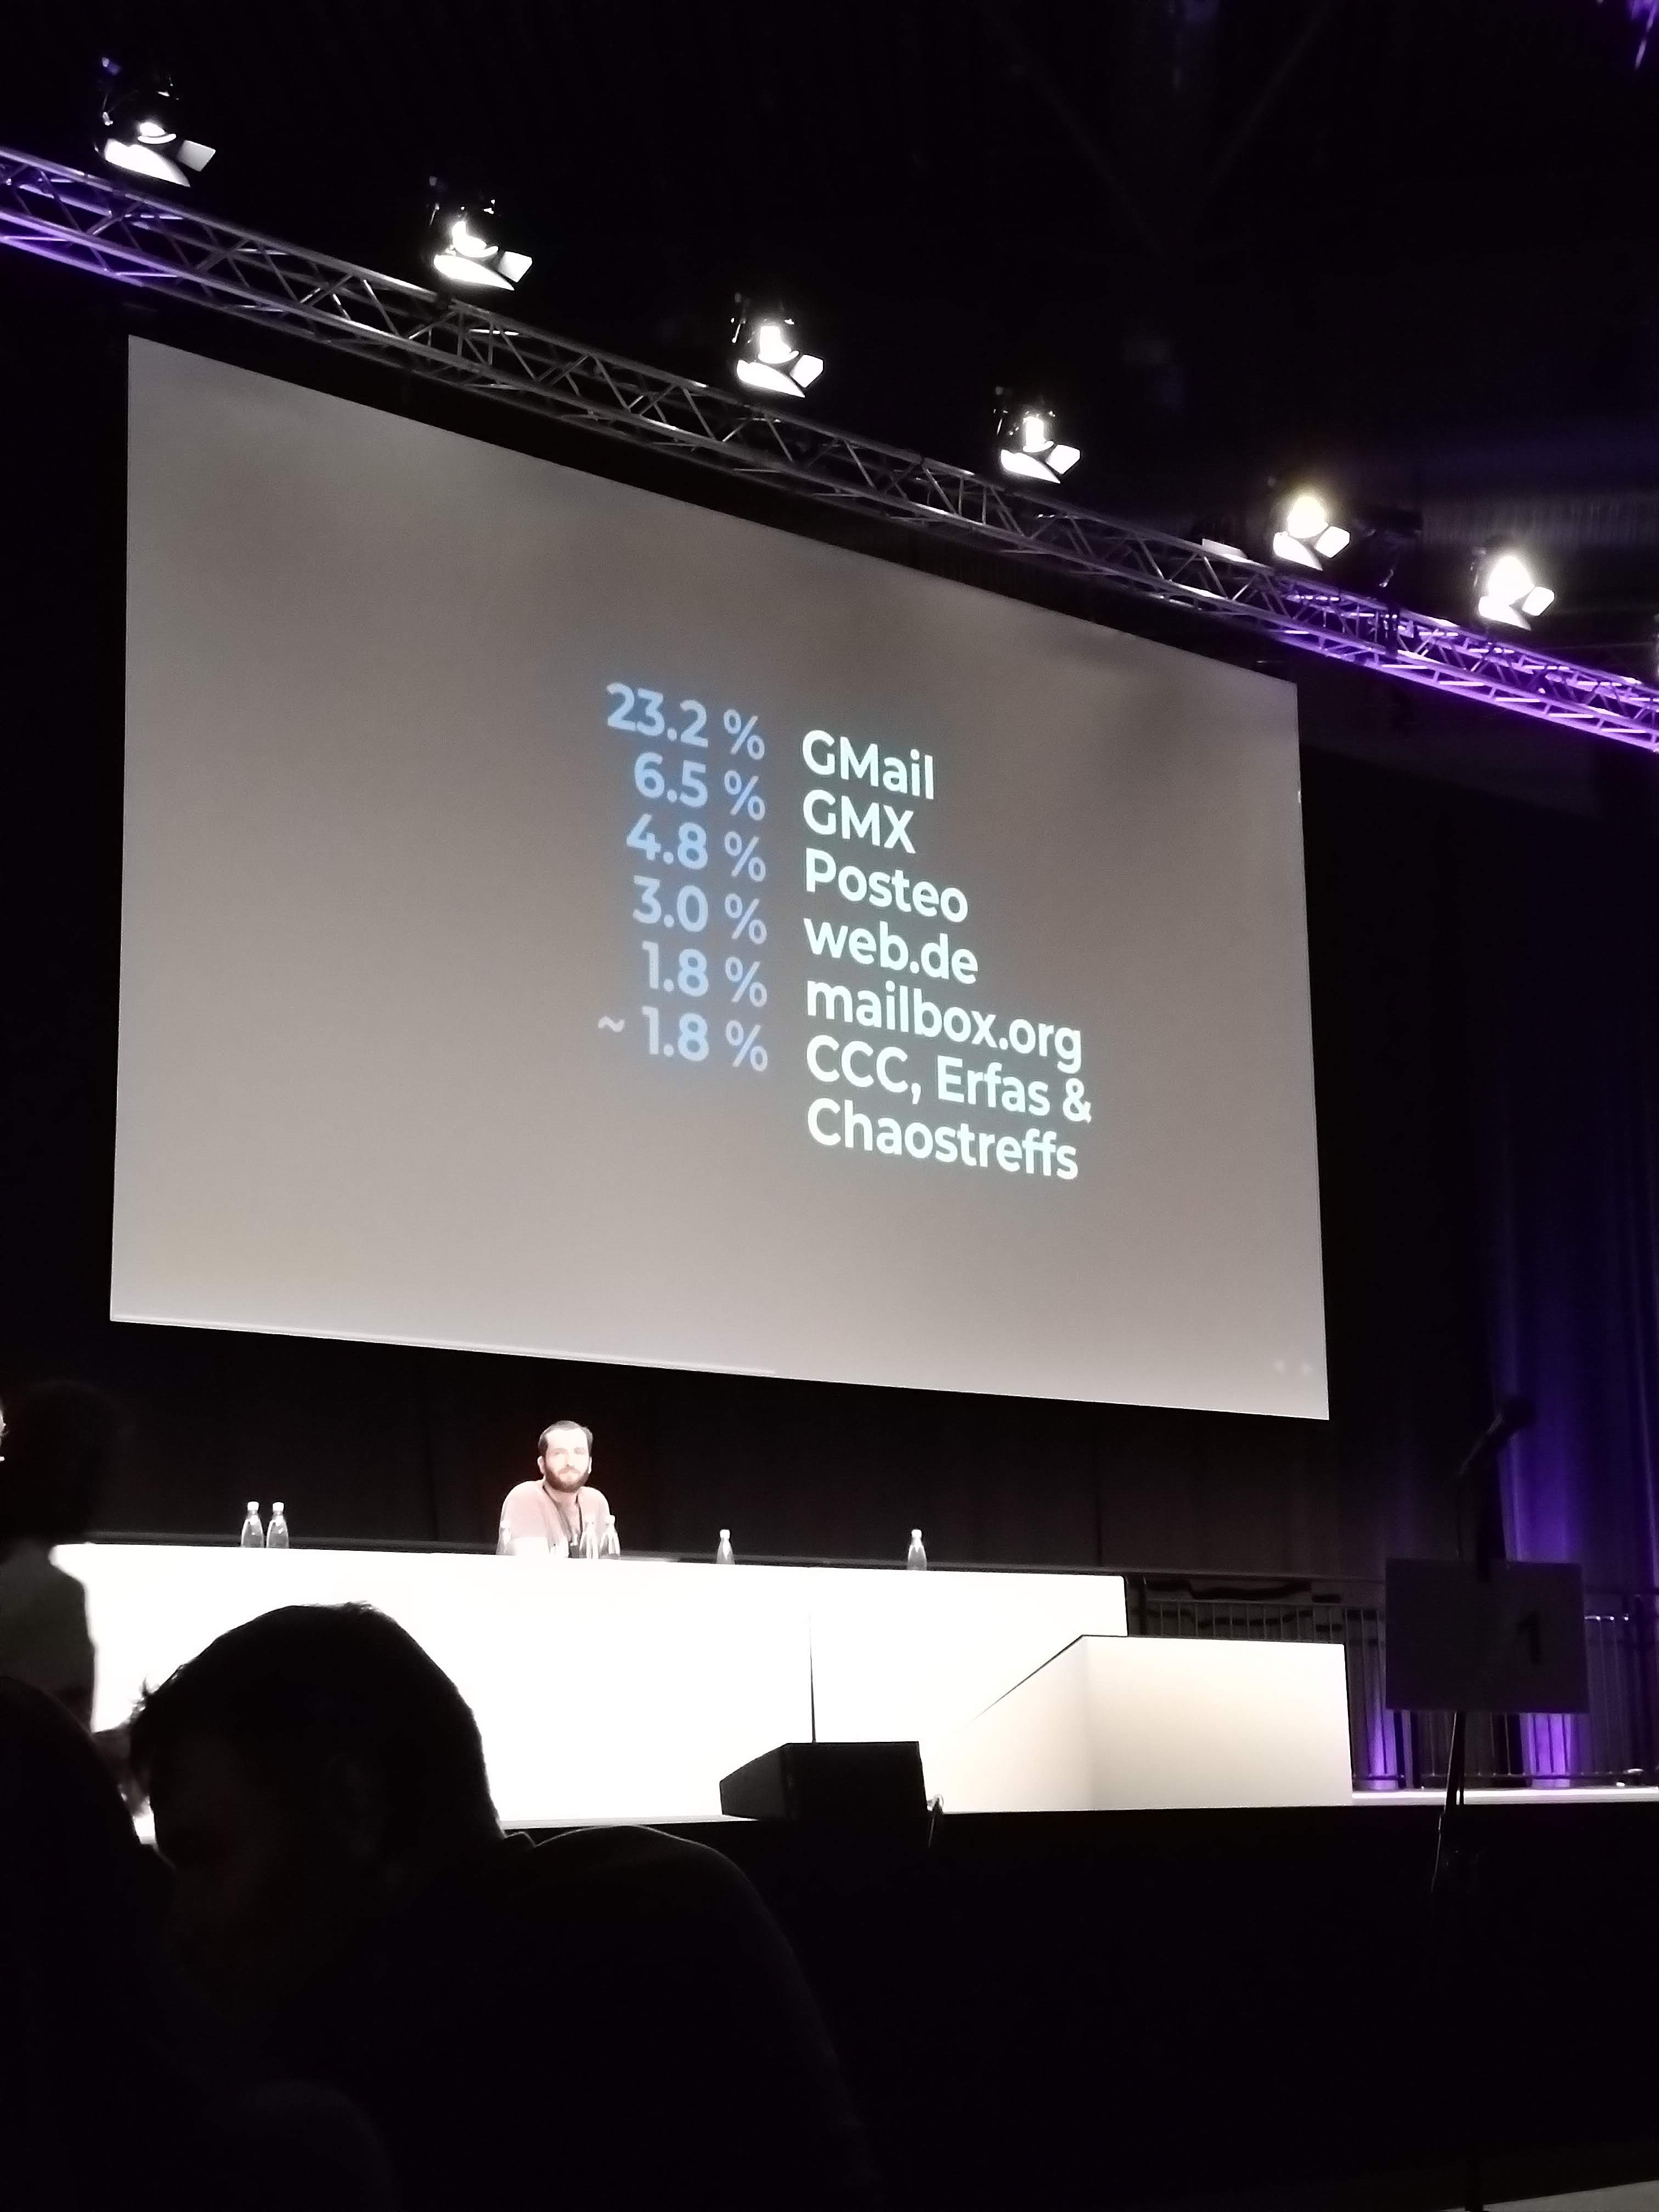 23.2 % GMail
6.5 % GMX
4.8 % Posteo
3.0 % web.de
1.8 % mailbox.org
~ 1.8 % CCC, Erfas &
Chaostreffs
1